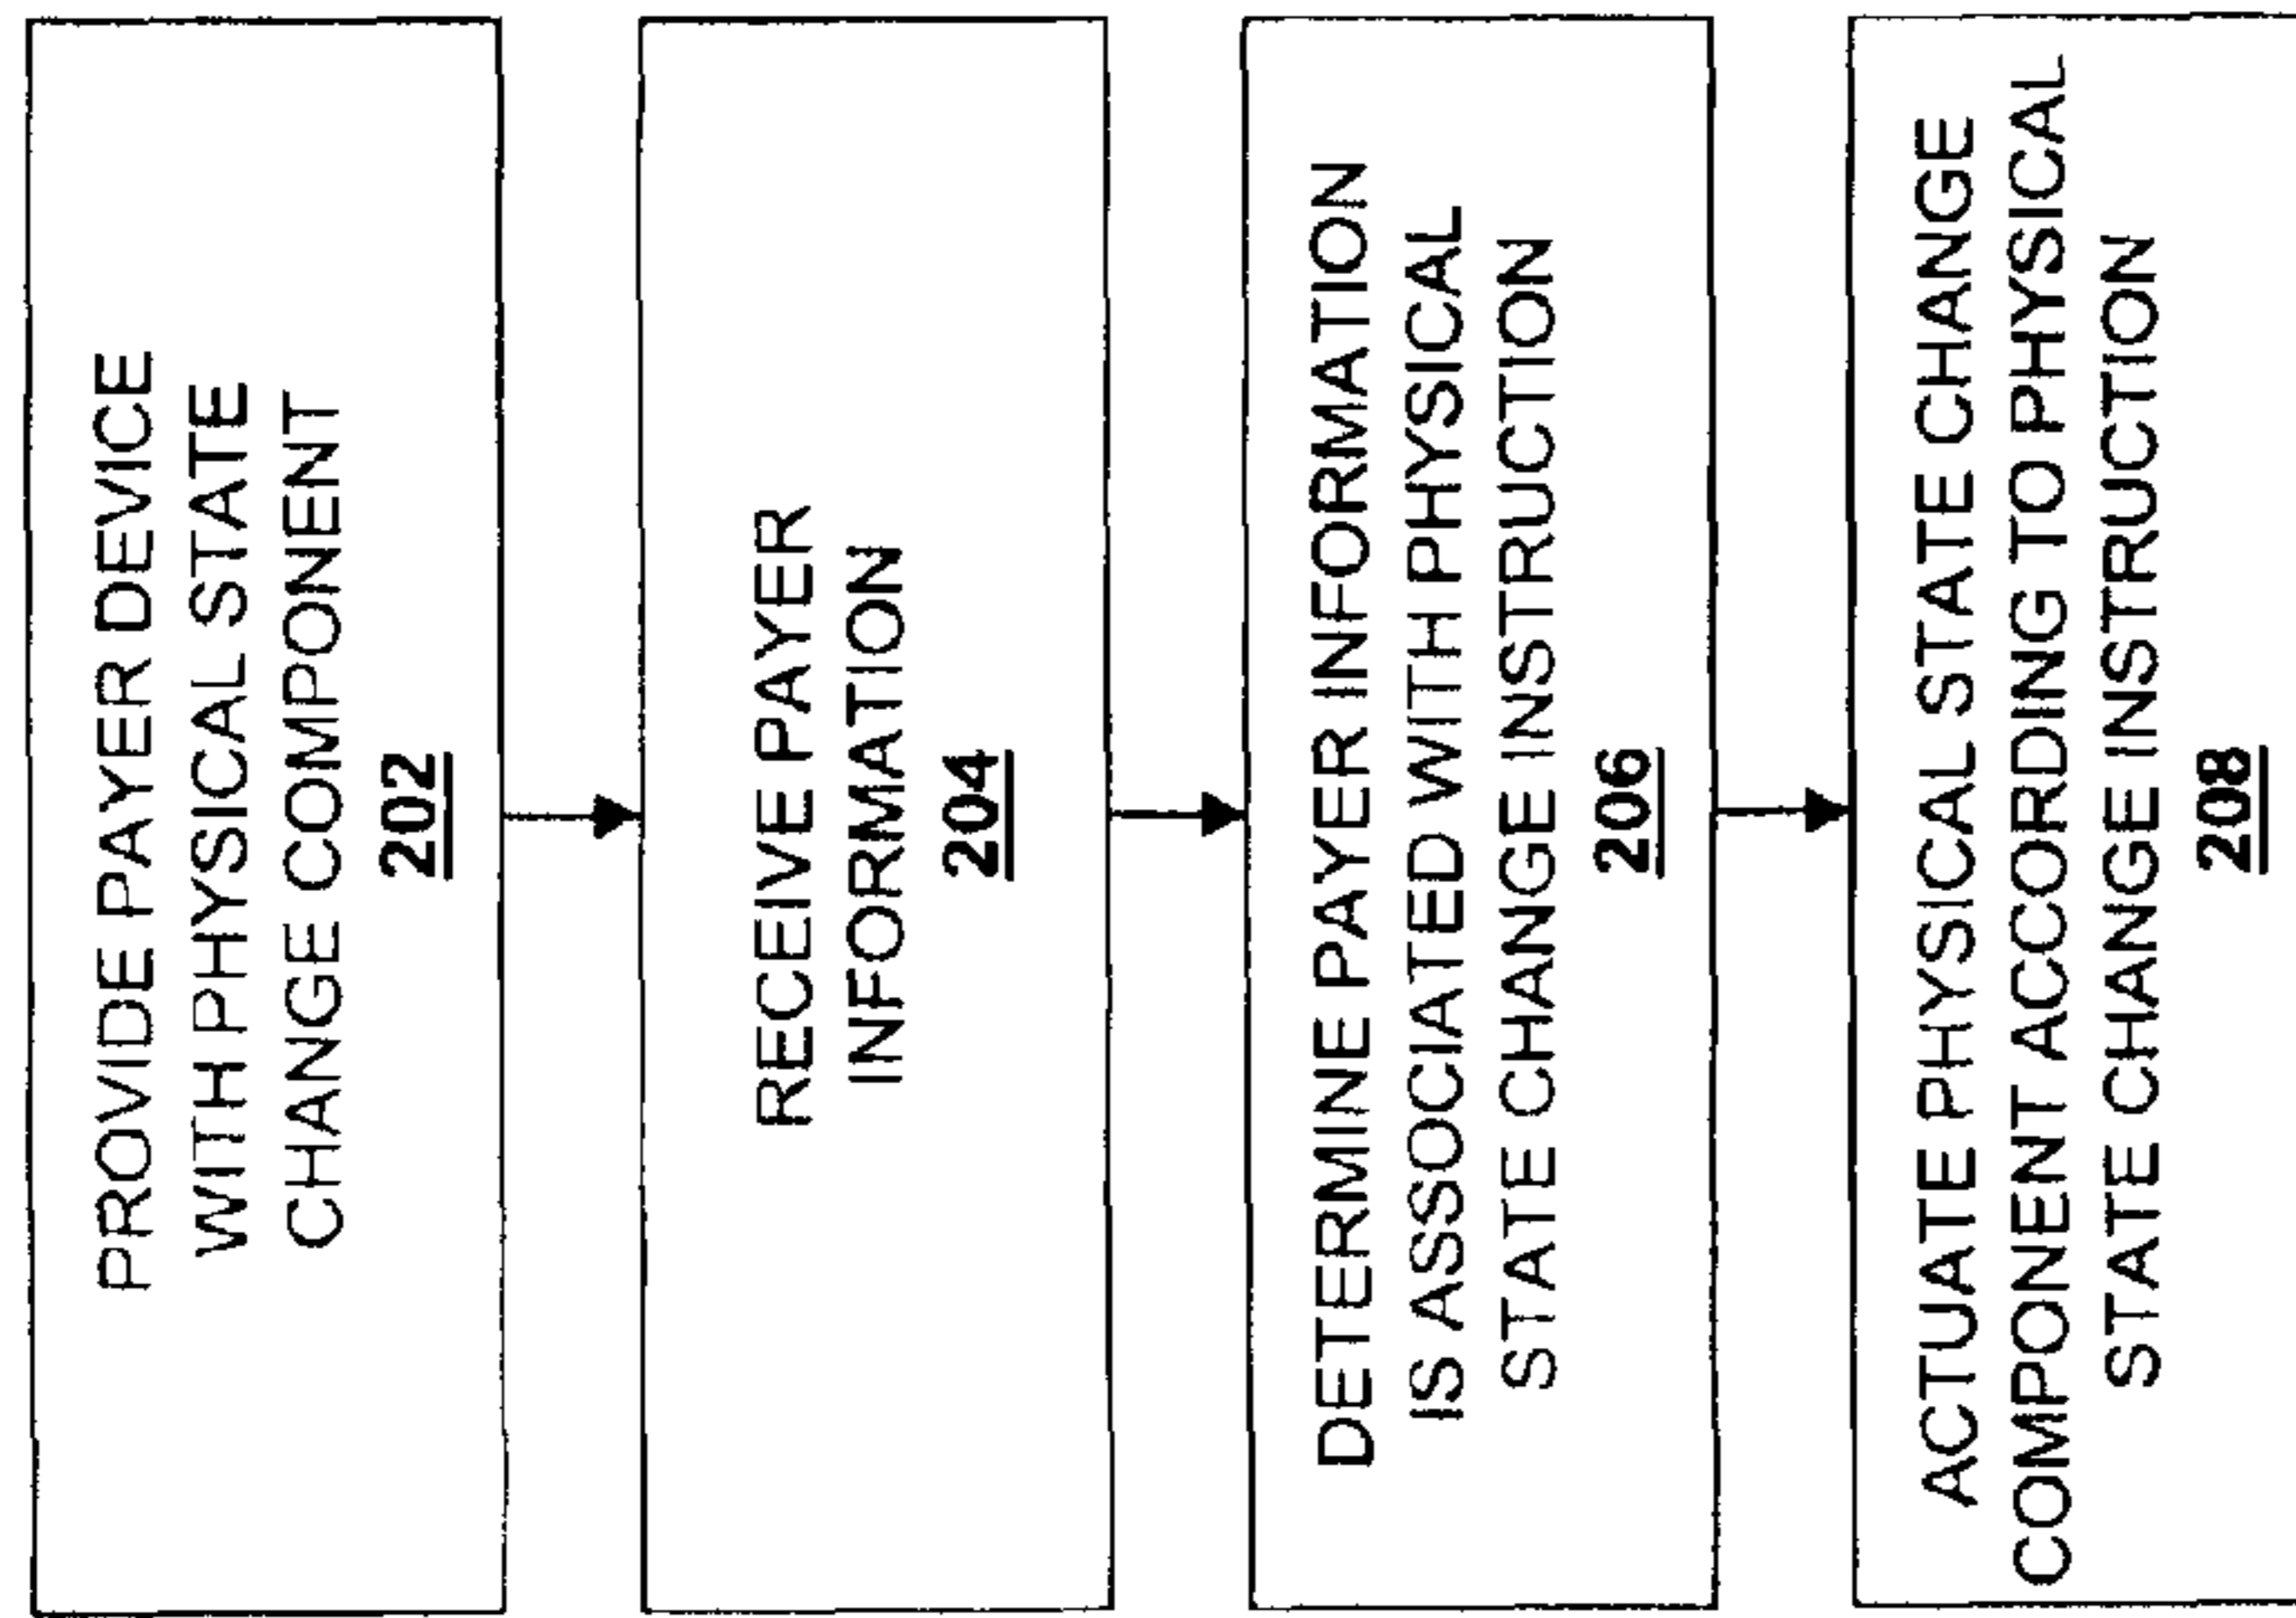 PROVIDE PAYER DEVICE
WITH PHYSICAL STATE
CHANGE COMPONENT
202
RECEIVE PAYER
INFORMATION
204
DETERMINE PAYER INFORMATION
IS ASSOCIATED WITH PHYSICAL
STATE CHANGE INSTRUCTION
206
ACTUATE PHYSICAL STATE CHANGE
COMPONENT ACCORDING TO PHYSICAL
STATE CHANGE INSTRUCTION
208